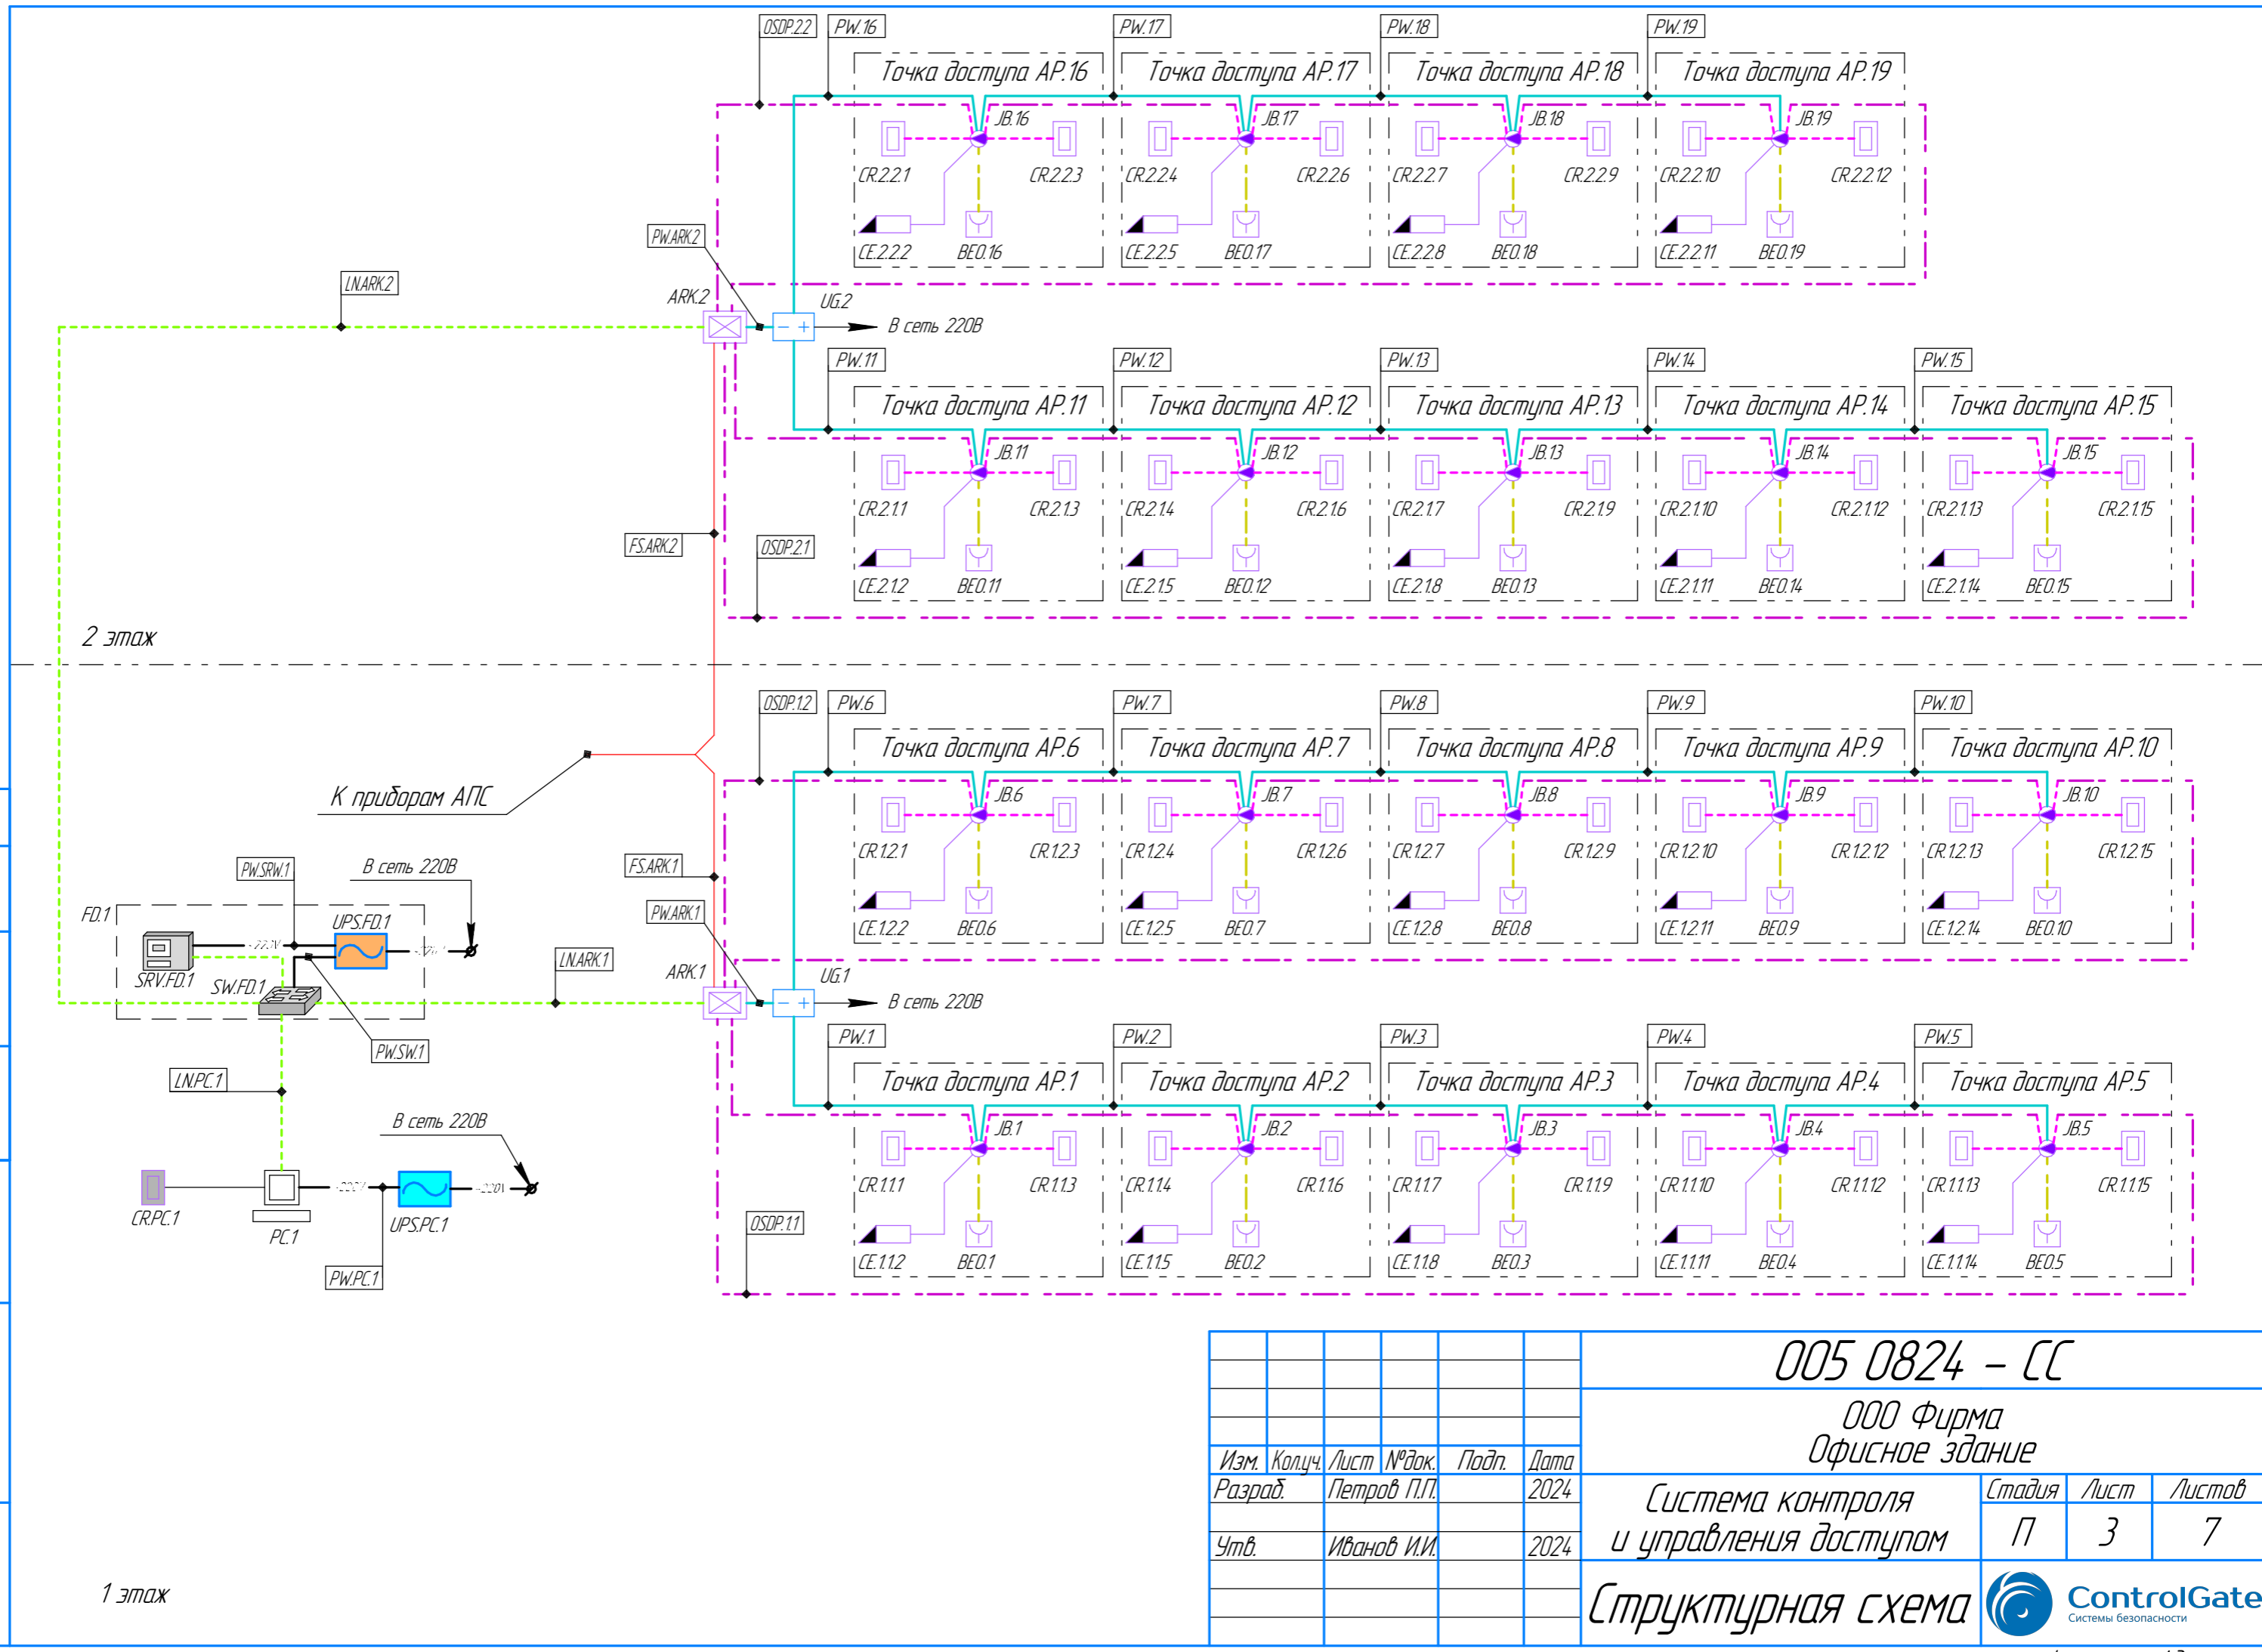 OSDP.2.2 PW.16 PW.17 PW.18 PW.19
Точка доступа AP.16 Точка доступа AP.17 Точка доступа AP.18 Точка доступа AP.19
JB.16 JB.17 JB.18 JB.19
CR.2.2.1 CR.2.2.3 CR.2.2.4 CR.2.2.6 CR.2.2.7 CR.2.2.9 CR.2.2.10 CR.2.2.12
PW.ARK.2
CE.2.2.2 BEO.16 CE.2.2.5 BEO.17 CE.2.2.8 BEO.18 CE.2.2.11 BEO.19
LN.ARK.2
ARK.2 UG.2
В сеть 220В
PW.11 PW.12 PW.13 PW.14 PW.15
Точка доступа AP.11 Точка доступа AP.12 Точка доступа AP.13 Точка доступа AP.14 Точка доступа AP.15
JB.11 JB.12 JB.13 JB.14 JB.15
CR.2.1.1 CR.2.1.3 CR.2.1.4 CR.2.1.6 CR.2.1.7 CR.2.1.9 CR.2.1.10 CR.2.1.12 CR.2.1.13 CR.2.1.15
FS.ARK.2 OSDP.2.1
CE.2.1.2 BEO.11 CE.2.1.5 BEO.12 CE.2.1.8 BEO.13 CE.2.1.11 BEO.14 CE.2.1.14 BEO.15
2 этаж
OSDP.1.2 PW.6 PW.7 PW.8 PW.9 PW.10
Точка доступа AP.6 Точка доступа AP.7 Точка доступа AP.8 Точка доступа AP.9 Точка доступа AP.10
К приборам АПС
JB.6 JB.7 JB.8 JB.9 JB.10
CR.1.2.1 CR.1.2.3 CR.1.2.4 CR.1.2.6 CR.1.2.7 CR.1.2.9 CR.1.2.10 CR.1.2.12 CR.1.2.13 CR.1.2.15
PW.SRW.1 В сеть 220В FS.ARK.1
PW.ARK.1
FD.1 UPS.FD.1
CE.1.2.2 BEO.6 CE.1.2.5 BEO.7 CE.1.2.8 BEO.8 CE.1.2.11 BEO.9 CE.1.2.14 BEO.10
~220V
LN.ARK.1
SRV.FD.1 SW.FD.1 ARK.1 UG.1
В сеть 220В
PW.SW.1
PW.1 PW.2 PW.3 PW.4 PW.5
LN.PC.1
Точка доступа AP.1 Точка доступа AP.2 Точка доступа AP.3 Точка доступа AP.4 Точка доступа AP.5
В сеть 220В
JB.1 JB.2 JB.3 JB.4 JB.5
CR.1.1.1 CR.1.1.3 CR.1.1.4 CR.1.1.6 CR.1.1.7 CR.1.1.9 CR.1.1.10 CR.1.1.12 CR.1.1.13 CR.1.1.15
~220V
CR.PC.1 PC.1 UPS.PC.1 OSDP.1.1
CE.1.1.2 BEO.1 CE.1.1.5 BEO.2 CE.1.1.8 BEO.3 CE.1.1.11 BEO.4 CE.1.1.14 BEO.5
PW.PC.1
005 0824 - СС
ООО Фирма
Офисное здание
Изм. Кол.уч. Лист №док. Подп. Дата
Разраб. Петров П.П. 2024
Утв. Иванов И.И. 2024
Система контроля
и управления доступом
Стадия Лист Листов
П 3 7
Структурная схема
ControlGate
Системы безопасности
1 этаж